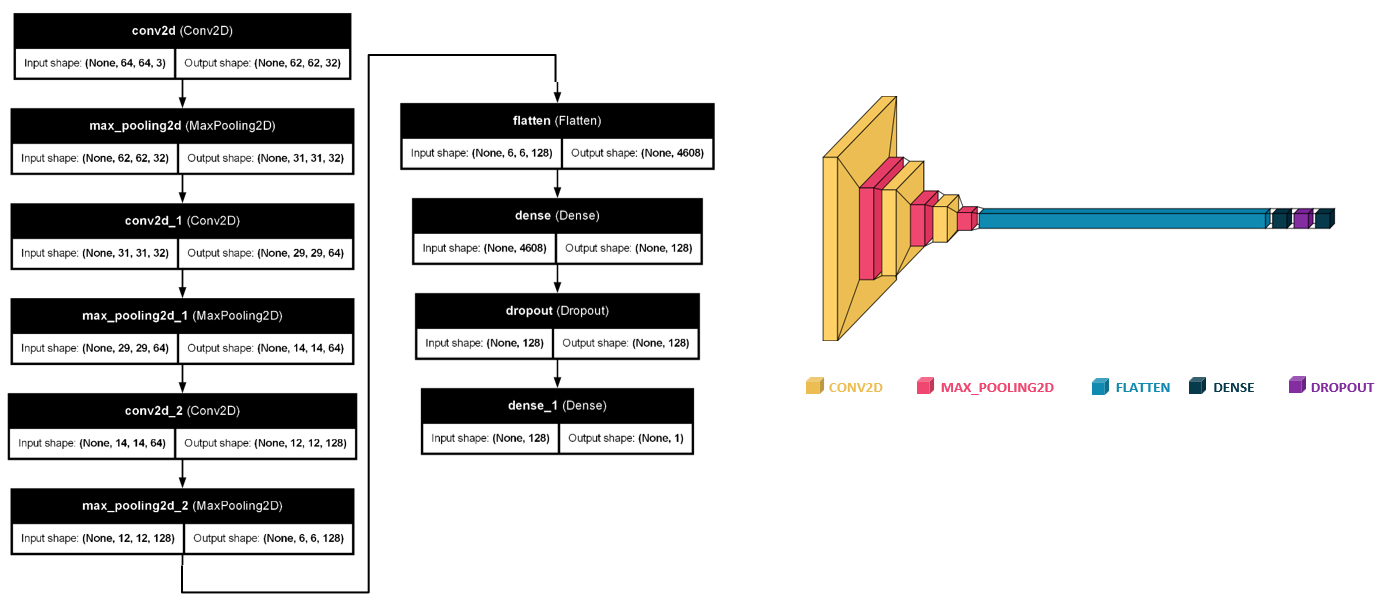 conv2d (Conv2D)
Input shape: (None, 64, 64, 3) Output shape: (None, 62, 62, 32)
max_pooling2d (MaxPooling2D)
Input shape: (None, 62, 62, 32) Output shape: (None, 31, 31, 32)
conv2d_1 (Conv2D)
Input shape: (None, 31, 31, 32) Output shape: (None, 29, 29, 64)
max_pooling2d_1 (MaxPooling2D)
Input shape: (None, 29, 29, 64) Output shape: (None, 14, 14, 64)
conv2d_2 (Conv2D)
Input shape: (None, 14, 14, 64) Output shape: (None, 12, 12, 128)
max_pooling2d_2 (MaxPooling2D)
Input shape: (None, 12, 12, 128) Output shape: (None, 6, 6, 128)
flatten (Flatten)
Input shape: (None, 6, 6, 128) Output shape: (None, 4608)
dense (Dense)
Input shape: (None, 4608) Output shape: (None, 128)
dropout (Dropout)
Input shape: (None, 128) Output shape: (None, 128)
dense_1 (Dense)
Input shape: (None, 128) Output shape: (None, 1)
CONV2D MAX_POOLING2D FLATTEN DENSE DROPOUT